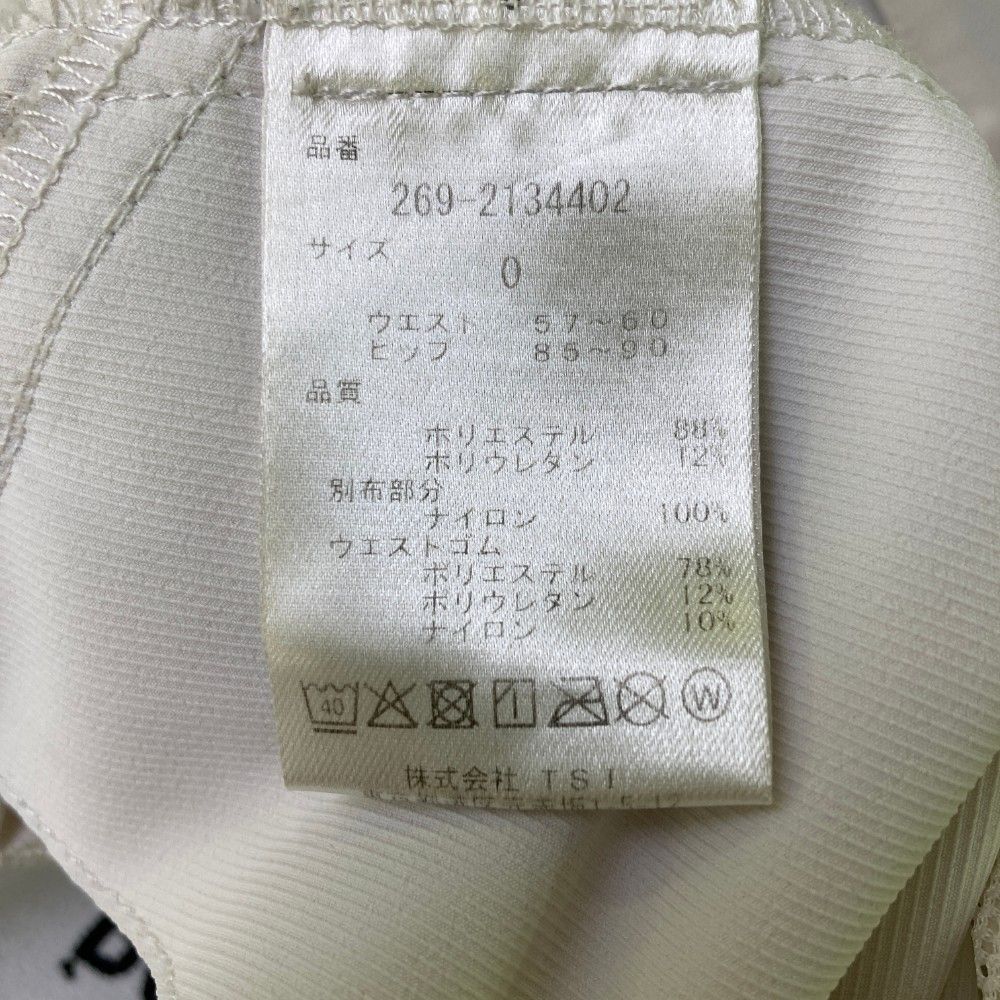 品番
269-2134402
サイズ
0
ウエスト 57～60
ヒップ 85～90
品質
ポリエステル 88%
ポリウレタン 12%
別布部分
ナイロン 100%
ウエストゴム
ポリエステル 78%
ポリウレタン 12%
ナイロン 10%
40 W
株式会社 TSI